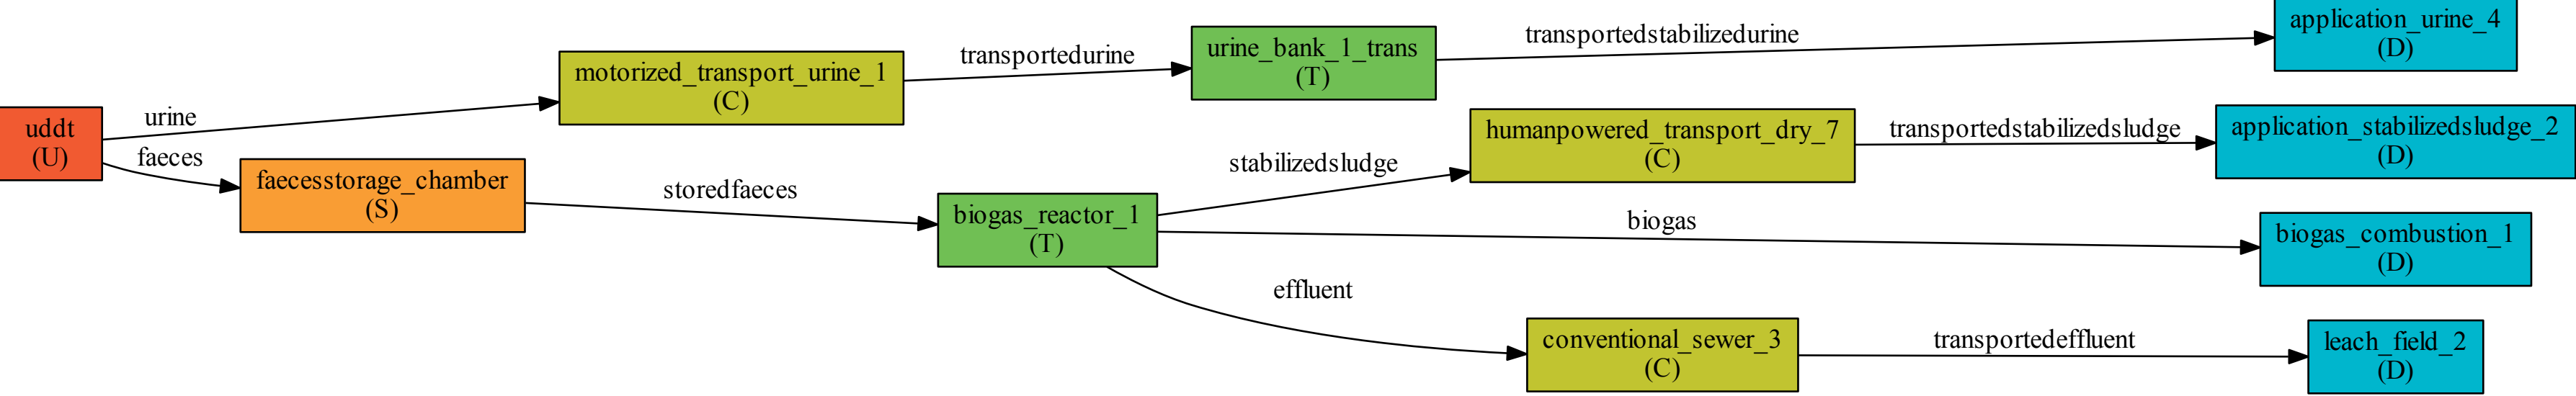 uddt
(U)
urine
faeces
faecesstorage_chamber
(S)
motorized_transport_urine_1
(C)
storedfaeces
transportedurine
biogas_reactor_1
(T)
urine_bank_1_trans
(T)
stabilizedsludge
biogas
effluent
humanpowered_transport_dry_7
(C)
conventional_sewer_3
(C)
transportedstabilizedurine
transportedstabilizedsludge
transportedeffluent
application_urine_4
(D)
application_stabilizedsludge_2
(D)
biogas_combustion_1
(D)
leach_field_2
(D)